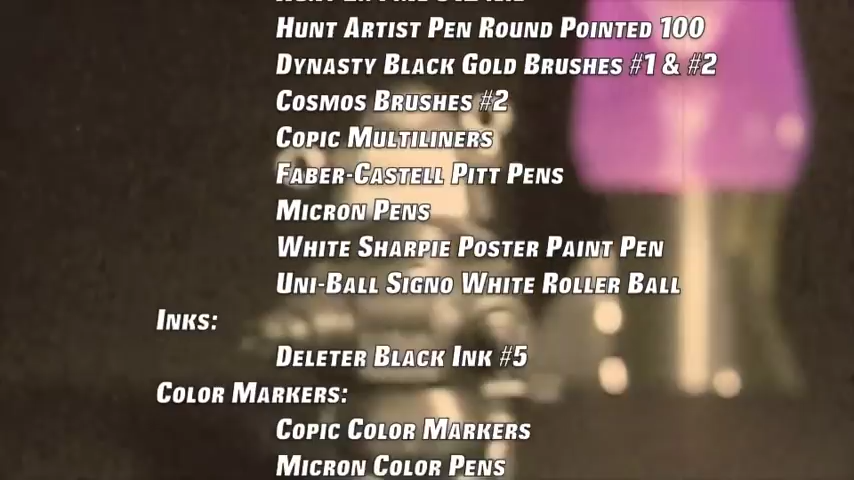 Hunt Artist Pen Round Pointed 100
Dynasty Black Gold Brushes #1 & #2
Cosmos Brushes #2
Copic Multiliners
Faber-Castell Pitt Pens
Micron Pens
White Sharpie Poster Paint Pen
Uni-Ball Signo White Roller Ball
Inks:
Deleter Black Ink #5
Color Markers:
Copic Color Markers
Micron Color Pens